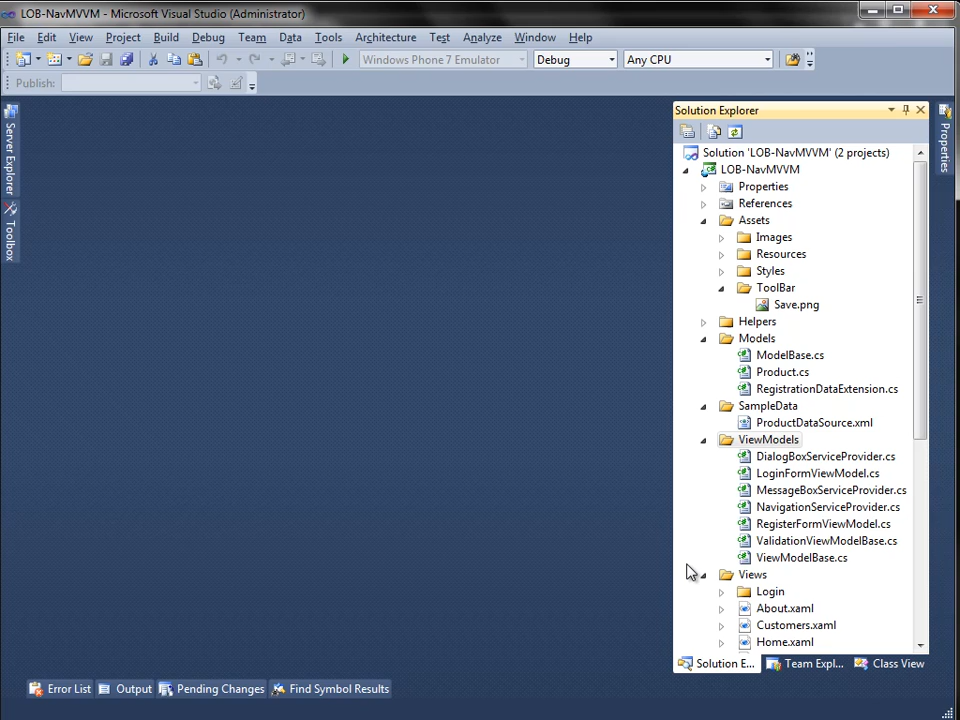 LOB-NavMVVM - Microsoft Visual Studio (Administrator)
File Edit View Project Build Debug Team Data Tools Architecture Test Analyze Window Help
Windows Phone 7 Emulator Debug Any CPU
Publish:
Server Explorer
Toolbox
Solution Explorer
Properties
Solution 'LOB-NavMVVM' (2 projects)
LOB-NavMVVM
Properties
References
Assets
Images
Resources
Styles
ToolBar
Save.png
Helpers
Models
ModelBase.cs
Product.cs
RegistrationDataExtension.cs
SampleData
ProductDataSource.xml
ViewModels
DialogBoxServiceProvider.cs
LoginFormViewModel.cs
MessageBoxServiceProvider.cs
NavigationServiceProvider.cs
RegisterFormViewModel.cs
ValidationViewModelBase.cs
ViewModelBase.cs
Views
Login
About.xaml
Customers.xaml
Home.xaml
Solution E... Team Expl... Class View
Error List Output Pending Changes Find Symbol Results